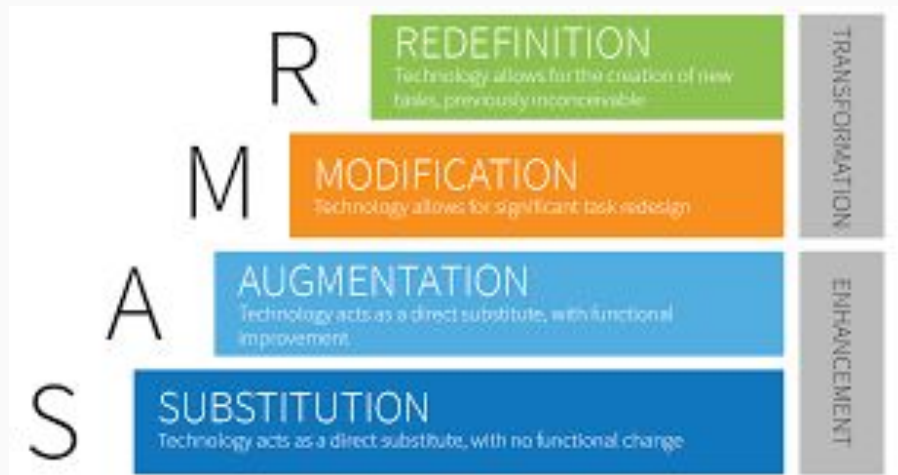 R
REDEFINITION
Technology allows for the creation of new
tasks, previously inconceivable
M
MODIFICATION
Technology allows for significant task redesign
TRANSFORMATION
A
AUGMENTATION
Technology acts as a direct substitute, with functional
improvement
S
SUBSTITUTION
Technology acts as a direct substitute, with no functional change
ENHANCEMENT